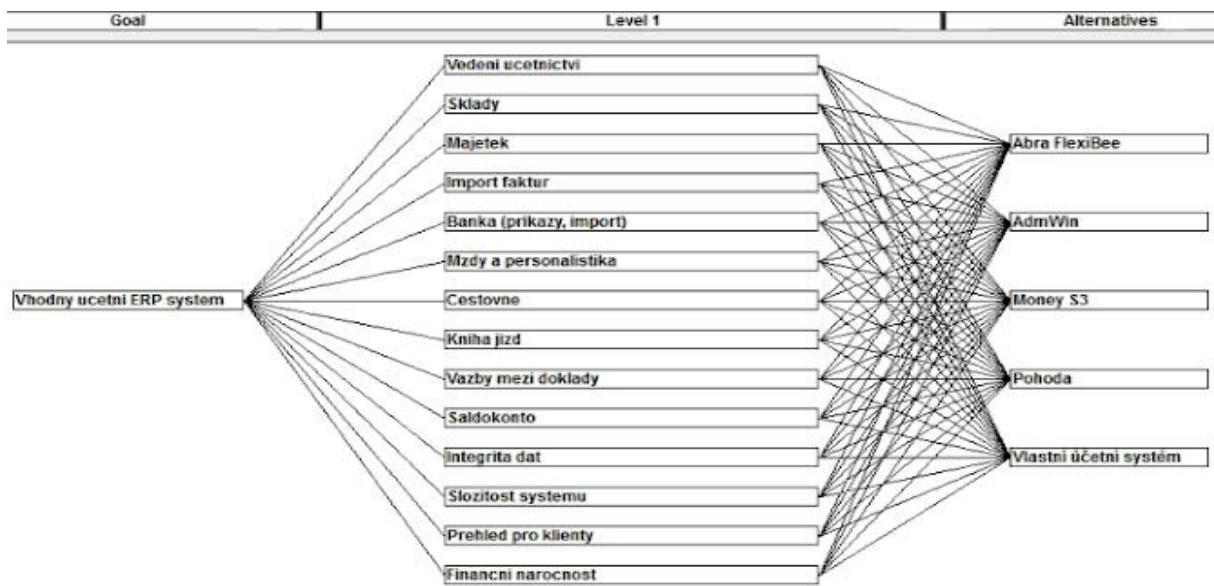 Goal
Level 1
Alternatives
Vedeni ucetnictvi
Sklady
Majetek
Import faktur
Banka (prikazy, import)
Mzdy a personalistika
Cestovne
Kniha jizd
Vazby mezi doklady
Saldokonto
Integrita dat
Slozitost systemu
Prehled pro klienty
Financni narocnost
Vhodny ucetni ERP system
Abra FlexiBee
AdmWin
Money S3
Pohoda
Vlastní účetní systém